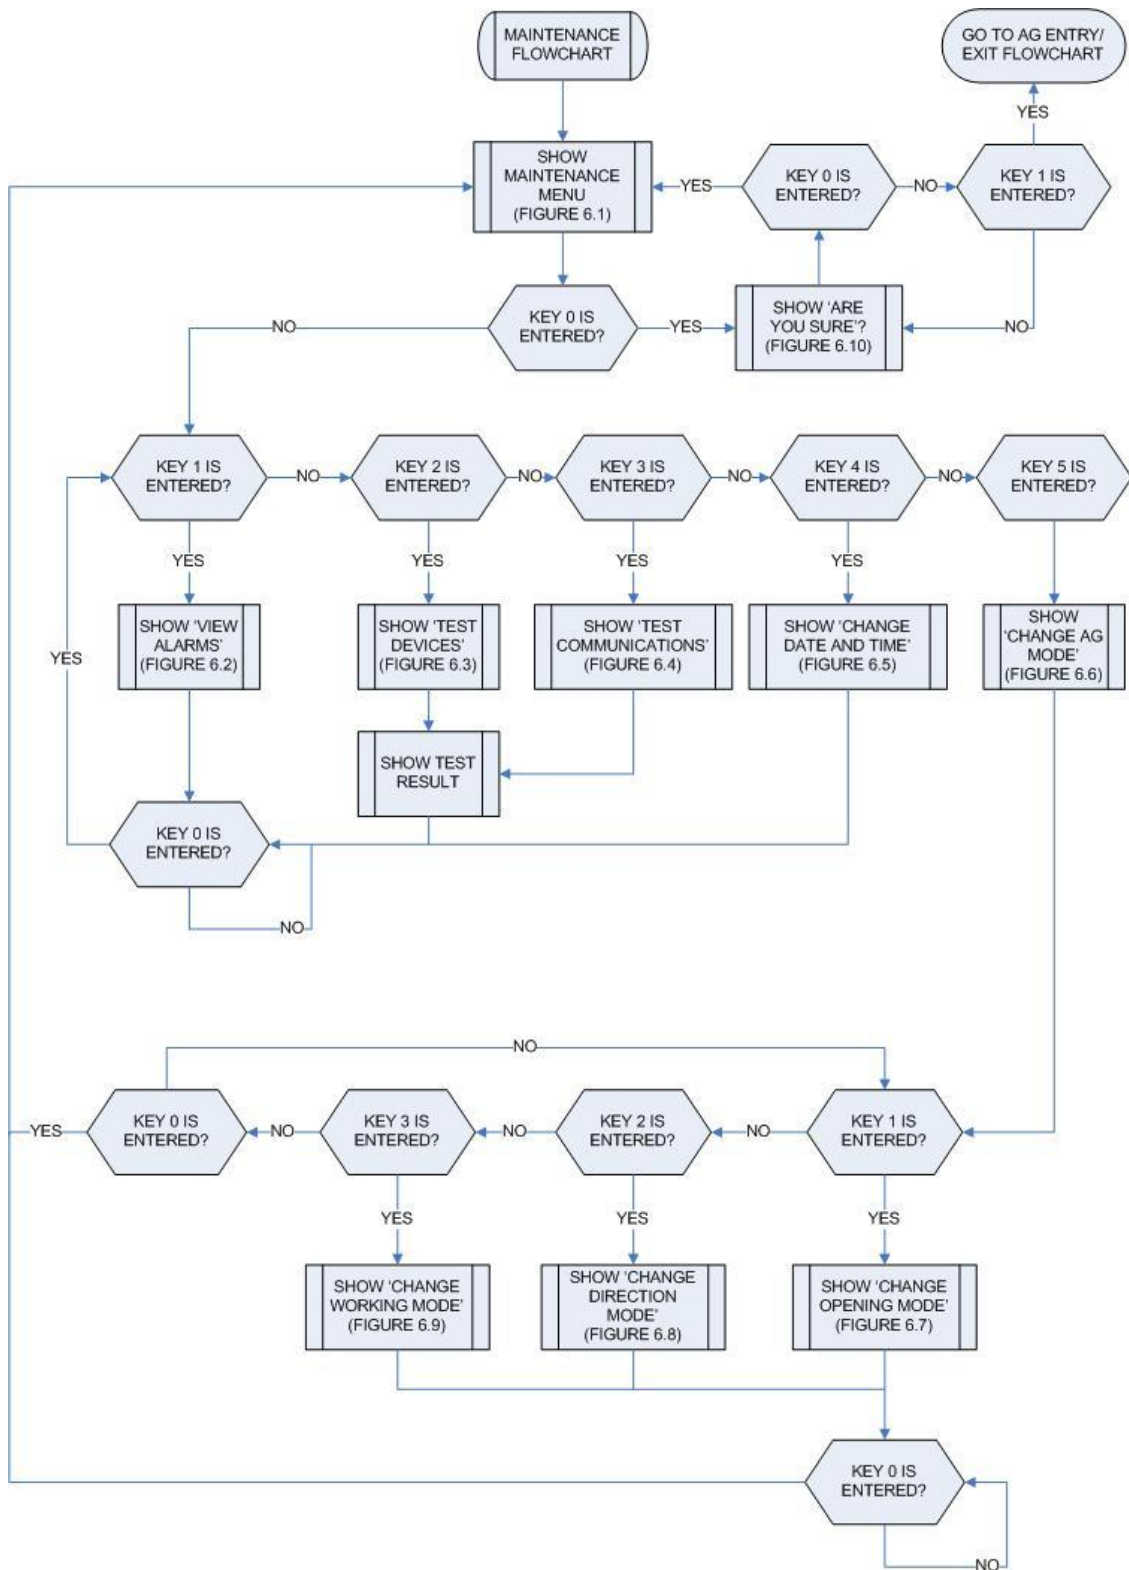 MAINTENANCE
FLOWCHART
GO TO AG ENTRY/
EXIT FLOWCHART
YES
SHOW
MAINTENANCE
MENU
(FIGURE 6.1)
YES
KEY 0 IS
ENTERED?
NO
KEY 1 IS
ENTERED?
NO
KEY 0 IS
ENTERED?
YES
SHOW ‘ARE
YOU SURE’?
(FIGURE 6.10)
NO
KEY 1 IS
ENTERED?
NO
KEY 2 IS
ENTERED?
NO
KEY 3 IS
ENTERED?
NO
KEY 4 IS
ENTERED?
NO
KEY 5 IS
ENTERED?
YES
YES
YES
YES
YES
SHOW ‘VIEW
ALARMS’
(FIGURE 6.2)
SHOW ‘TEST
DEVICES’
(FIGURE 6.3)
SHOW ‘TEST
COMMUNICATIONS’
(FIGURE 6.4)
SHOW ‘CHANGE
DATE AND TIME’
(FIGURE 6.5)
SHOW
‘CHANGE AG
MODE’
(FIGURE 6.6)
SHOW TEST
RESULT
KEY 0 IS
ENTERED?
NO
NO
YES
KEY 0 IS
ENTERED?
NO
KEY 3 IS
ENTERED?
NO
KEY 2 IS
ENTERED?
NO
KEY 1 IS
ENTERED?
YES
YES
YES
SHOW ‘CHANGE
WORKING MODE’
(FIGURE 6.9)
SHOW ‘CHANGE
DIRECTION
MODE’
(FIGURE 6.8)
SHOW ‘CHANGE
OPENING MODE’
(FIGURE 6.7)
KEY 0 IS
ENTERED?
NO